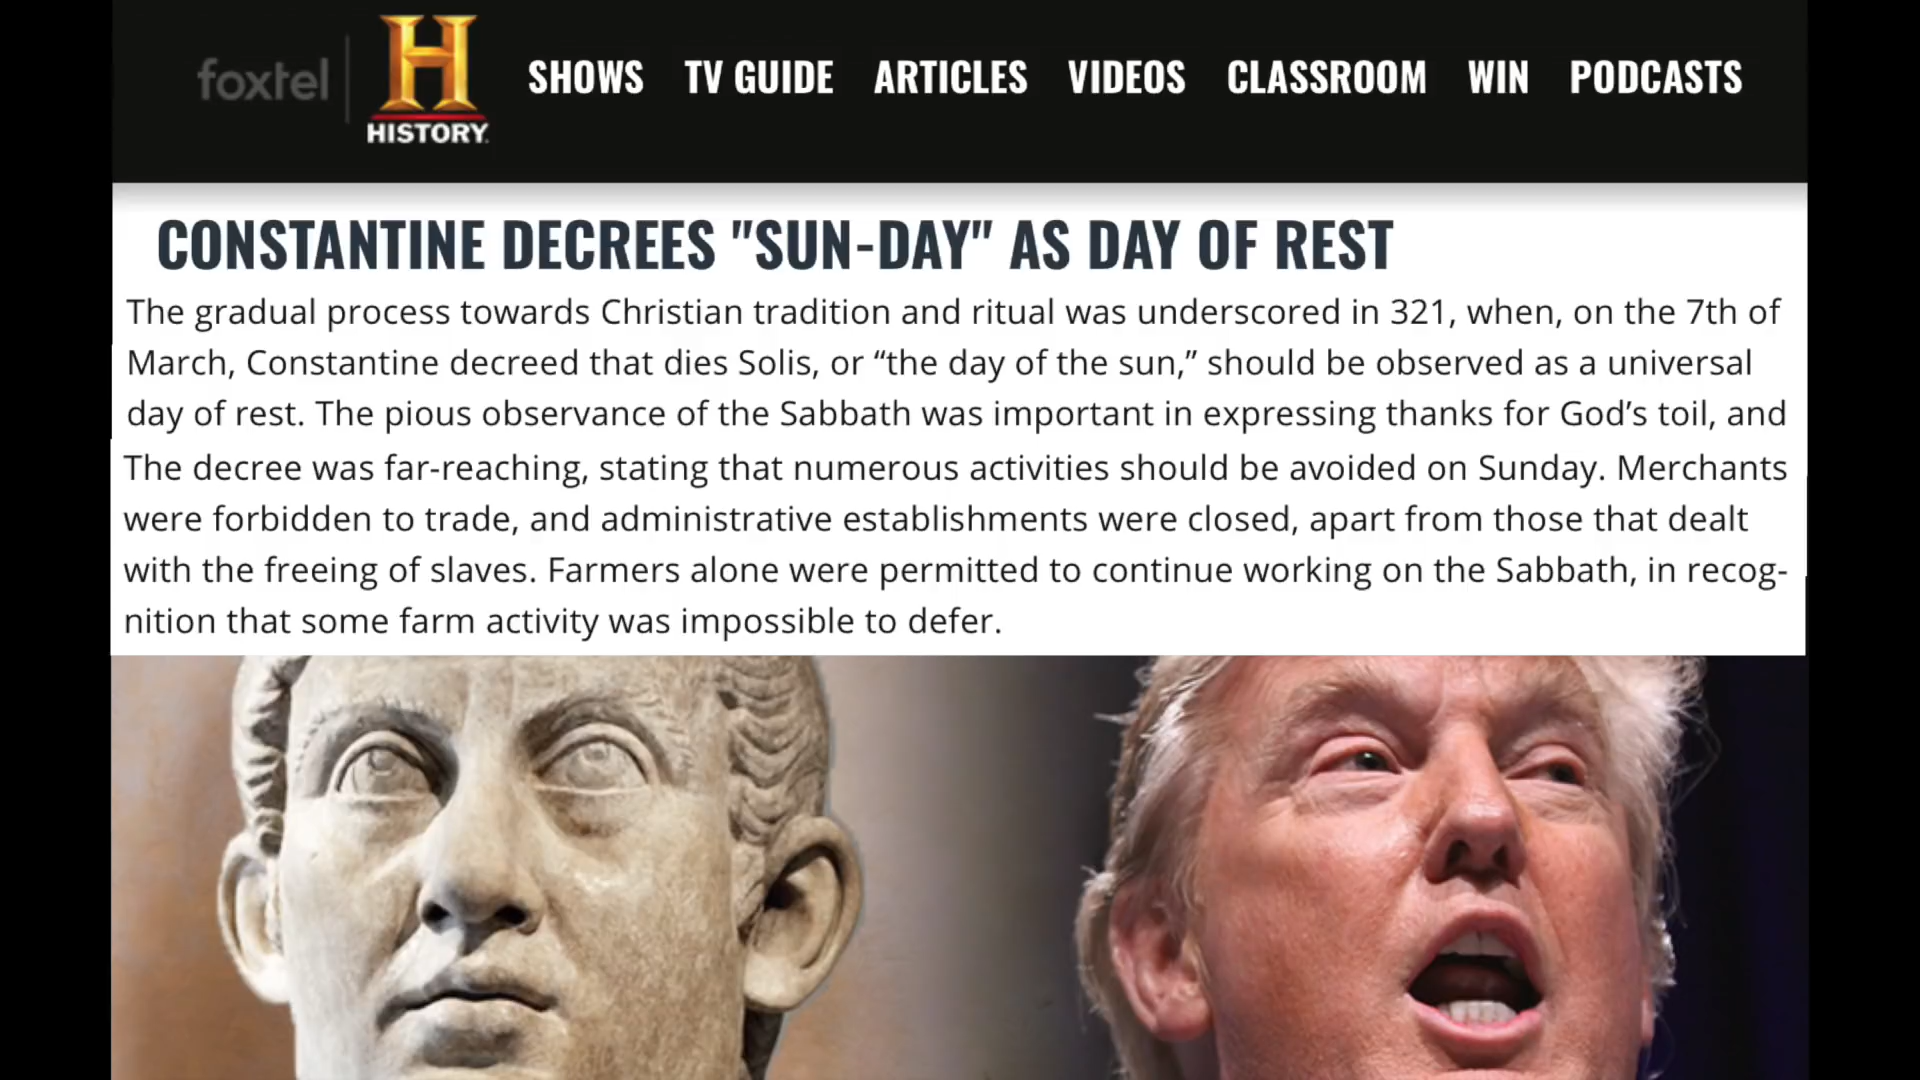 foxtel
HISTORY.
SHOWS TV GUIDE ARTICLES VIDEOS CLASSROOM WIN PODCASTS
CONSTANTINE DECREES "SUN-DAY" AS DAY OF REST
The gradual process towards Christian tradition and ritual was underscored in 321, when, on the 7th of
March, Constantine decreed that dies Solis, or “the day of the sun,” should be observed as a universal
day of rest. The pious observance of the Sabbath was important in expressing thanks for God’s toil, and
The decree was far-reaching, stating that numerous activities should be avoided on Sunday. Merchants
were forbidden to trade, and administrative establishments were closed, apart from those that dealt
with the freeing of slaves. Farmers alone were permitted to continue working on the Sabbath, in recog-
nition that some farm activity was impossible to defer.